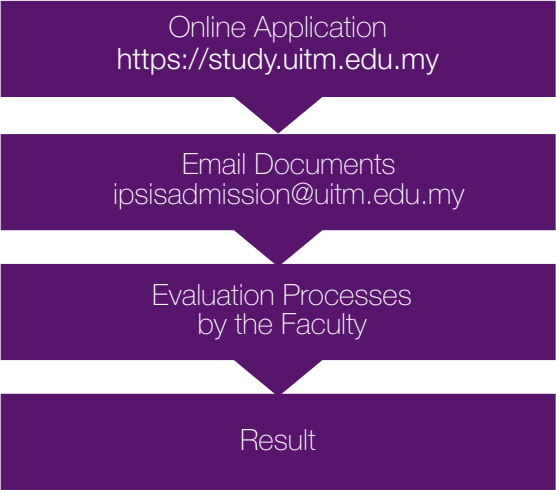 Online Application
https://study.uitm.edu.my
Email Documents
ipsisadmission@uitm.edu.my
Evaluation Processes
by the Faculty
Result